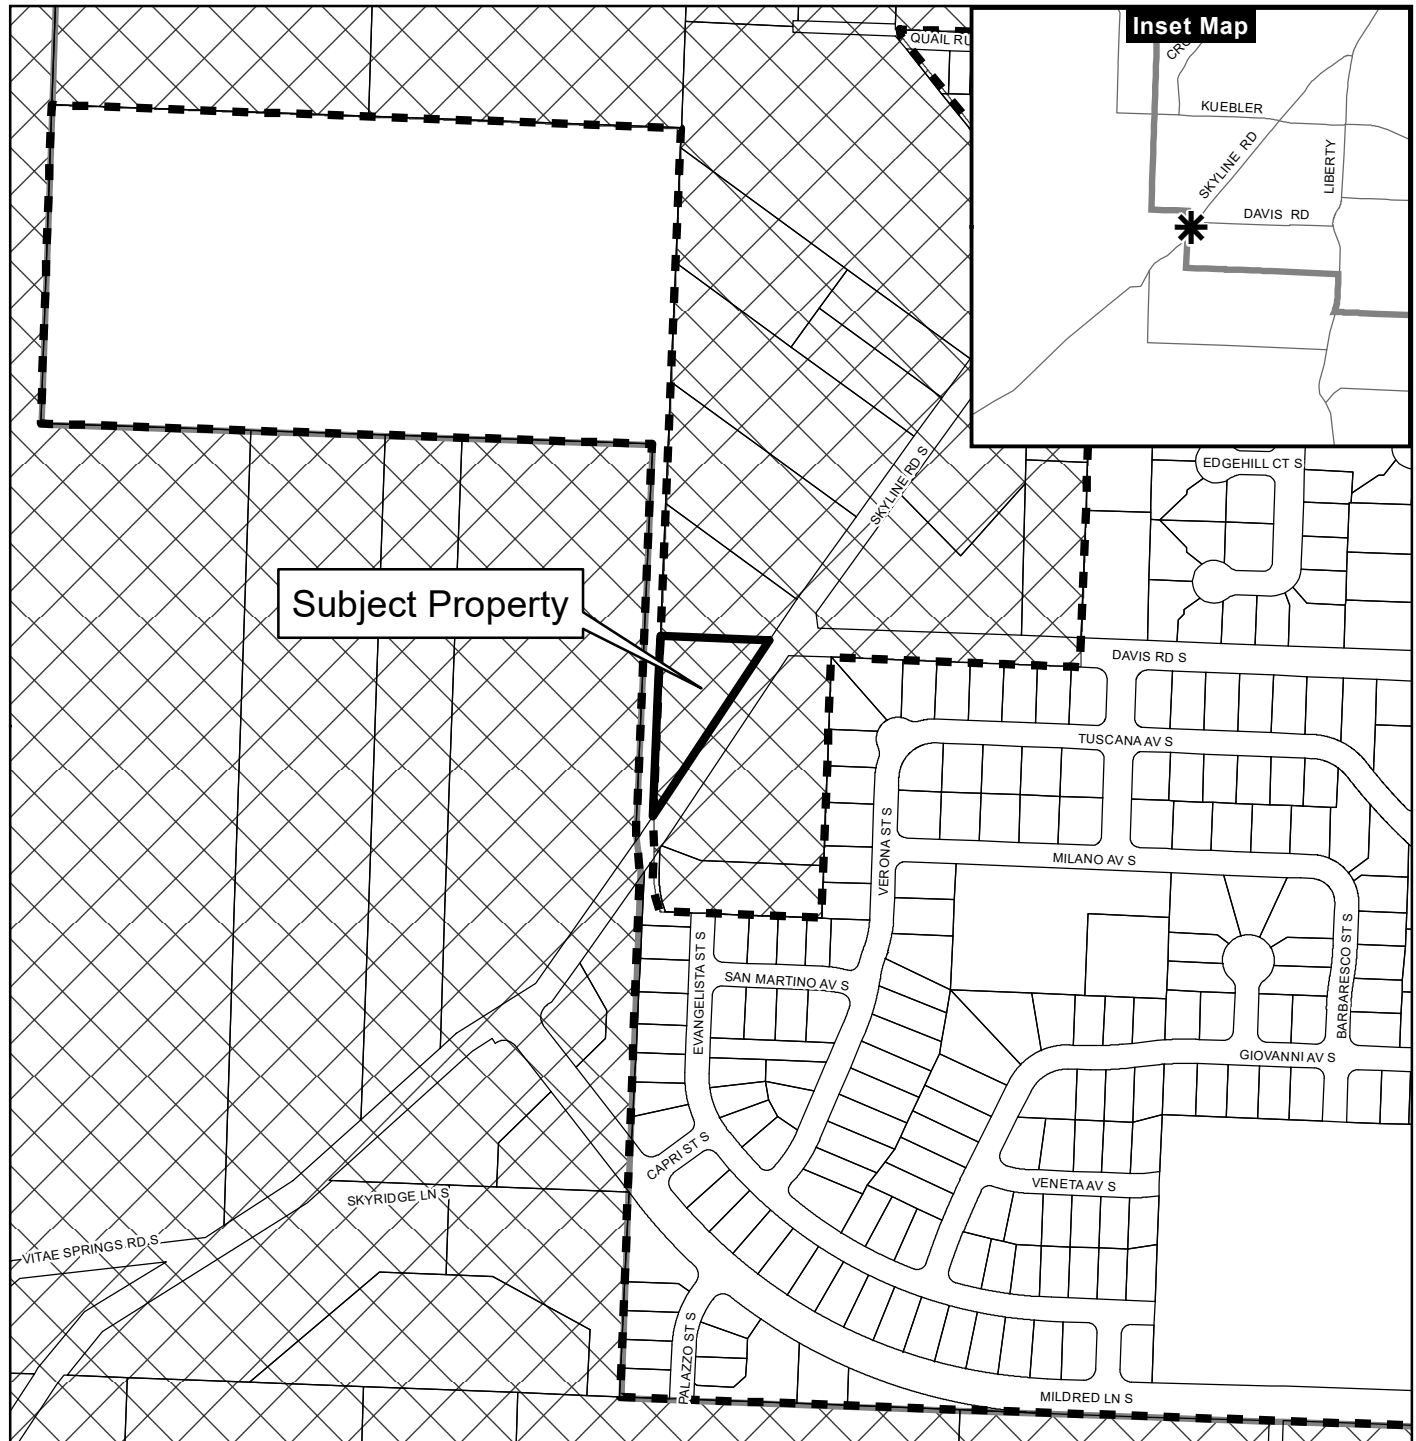 Inset Map
QUAIL RU
CRO
KUEBLER
SKYLINE RD
LIBERTY
DAVIS RD
EDGEHILL CT S
SKYLINE RD S
Subject Property
DAVIS RD S
TUSCANA AV S
VERONA ST S
MILANO AV S
EVANGELISTA ST S
SAN MARTINO AV S
BARBARESCO ST S
GIOVANNI AV S
CAPRI ST S
VENETA AV S
SKYRIDGE LN S
VITAE SPRINGS RD S
PALAZZO ST S
MILDRED LN S